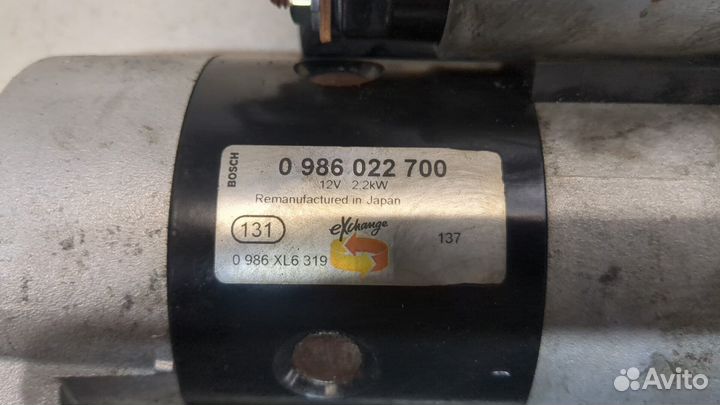 BOSCH
0 986 022 700
12V 2.2kW
Remanufactured in Japan
131
eXchange
137
0 986 XL6 319
Avito